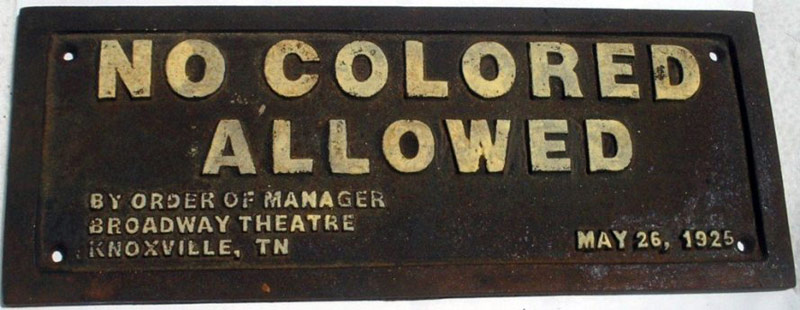 NO COLORED
ALLOWED
BY ORDER OF MANAGER
BROADWAY THEATRE
KNOXVILLE, TN
MAY 26, 1925